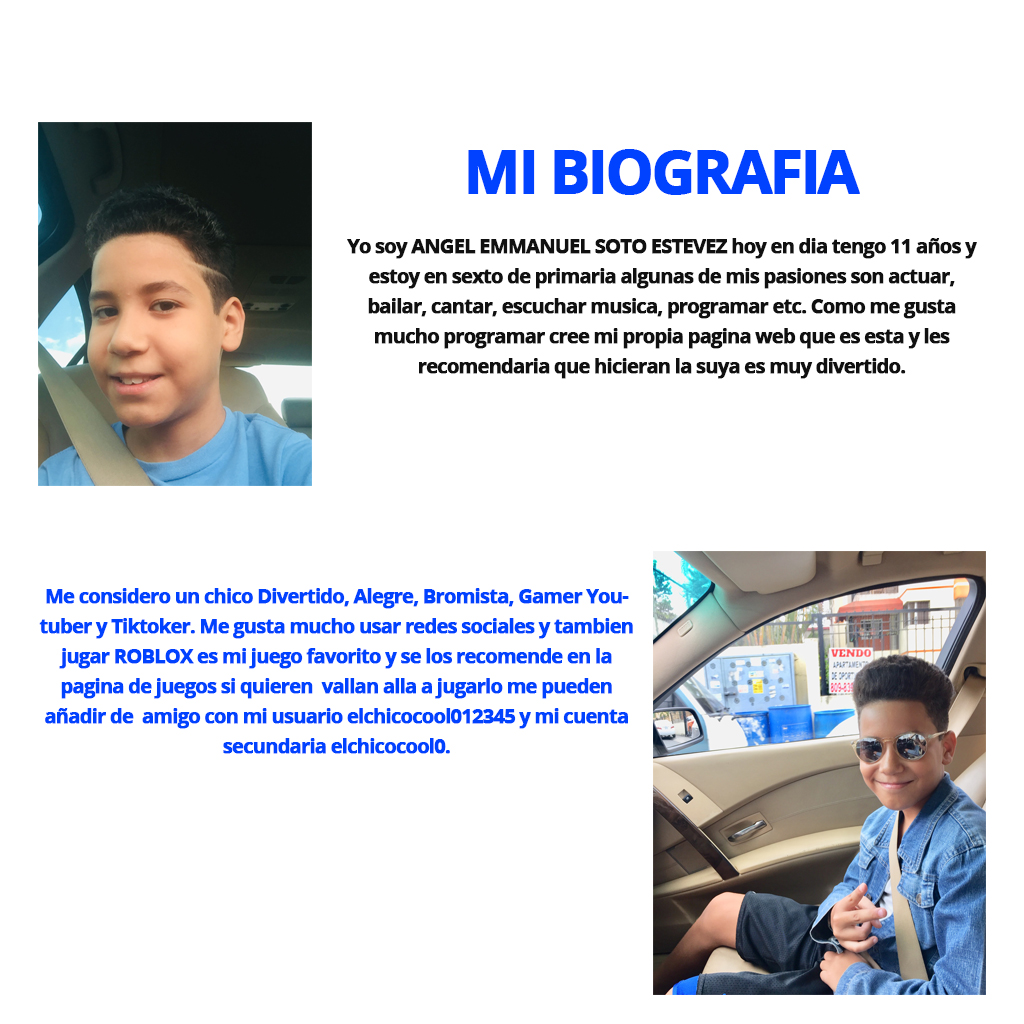 MI BIOGRAFIA
Yo soy ANGEL EMMANUEL SOTO ESTEVEZ hoy en dia tengo 11 años y
estoy en sexto de primaria algunas de mis pasiones son actuar,
bailar, cantar, escuchar musica, programar etc. Como me gusta
mucho programar cree mi propia pagina web que es esta y les
recomendaria que hicieran la suya es muy divertido.
Me considero un chico Divertido, Alegre, Bromista, Gamer You-
tuber y Tiktoker. Me gusta mucho usar redes sociales y tambien
jugar ROBLOX es mi juego favorito y se los recomende en la
pagina de juegos si quieren  vallan alla a jugarlo me pueden
añadir de  amigo con mi usuario elchicocool012345 y mi cuenta
secundaria elchicocool0.
VENDO